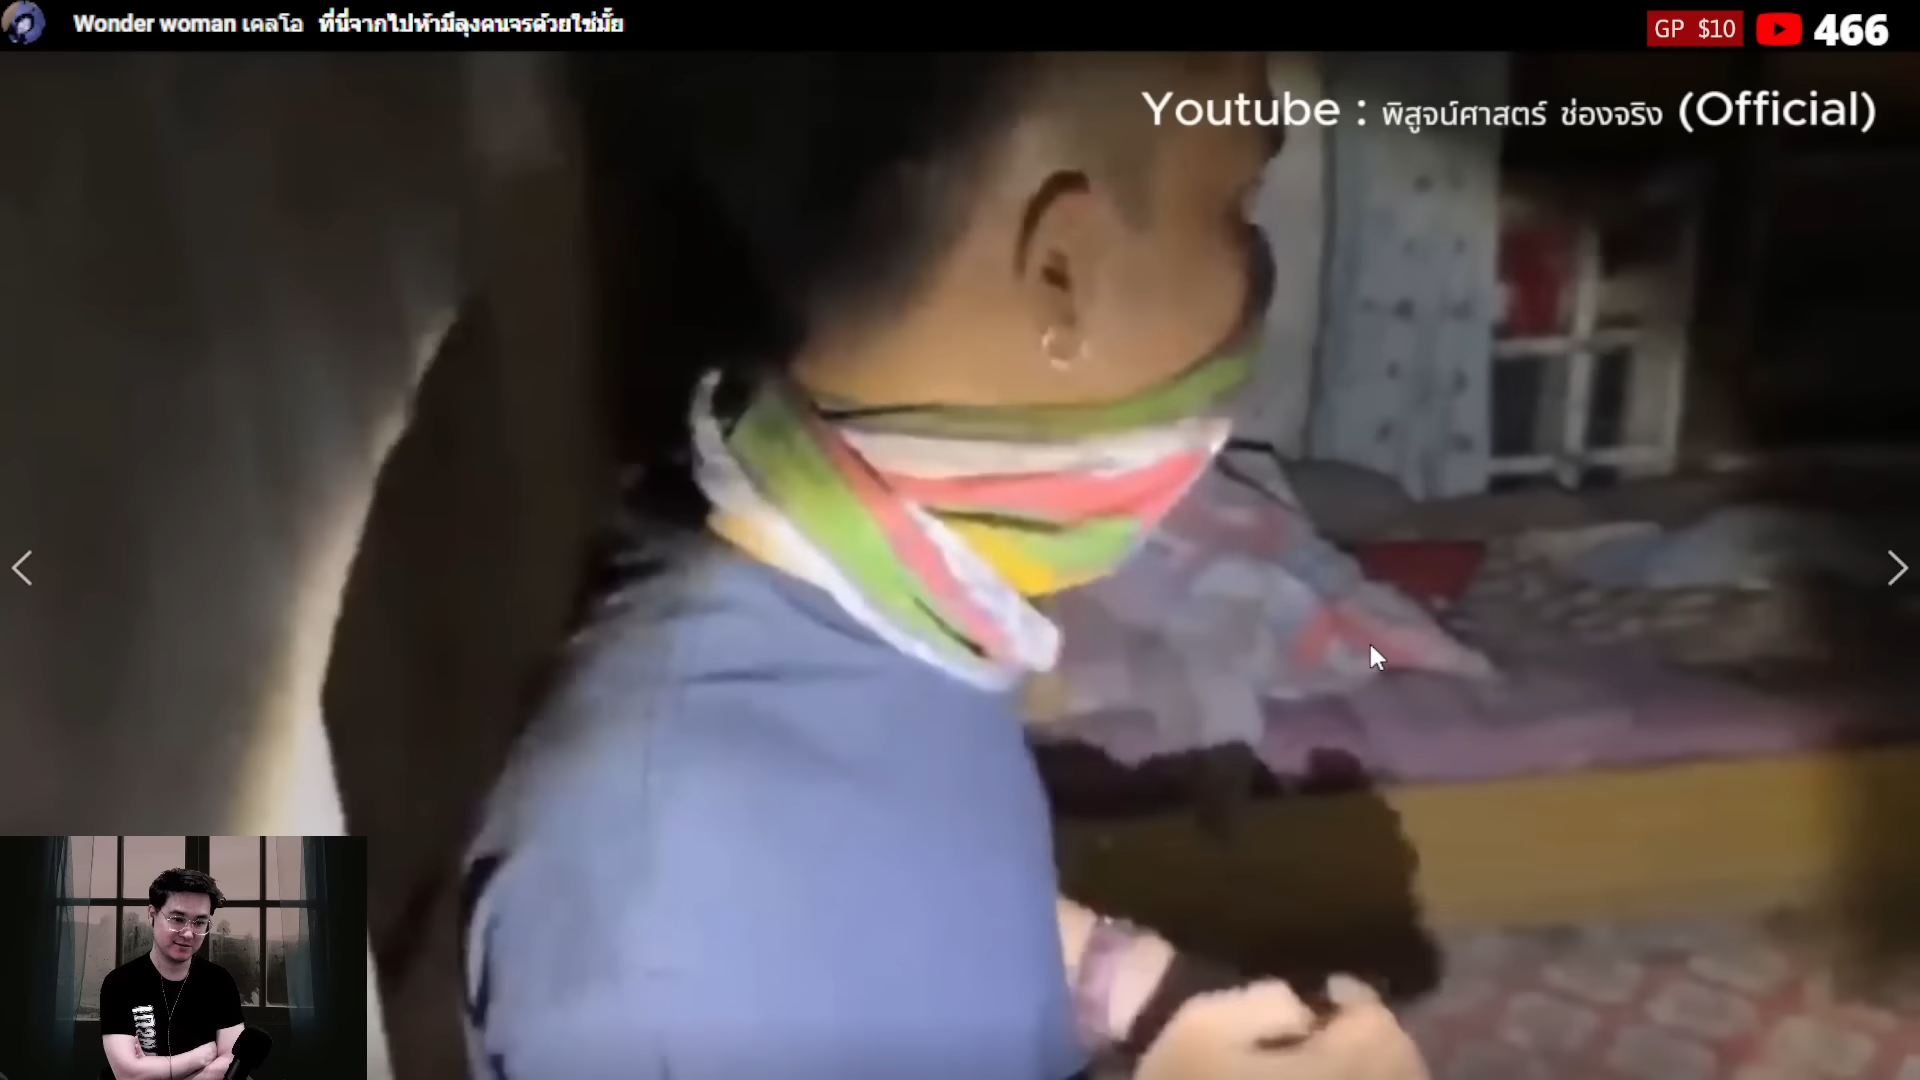 Wonder woman เคลโอ ที่นี่จากไปห้ามีลุงคนจรด้วยใช่มั้ย
GP $10
466
Youtube : พิสูจน์ศาสตร์ ช่องจริง (Official)